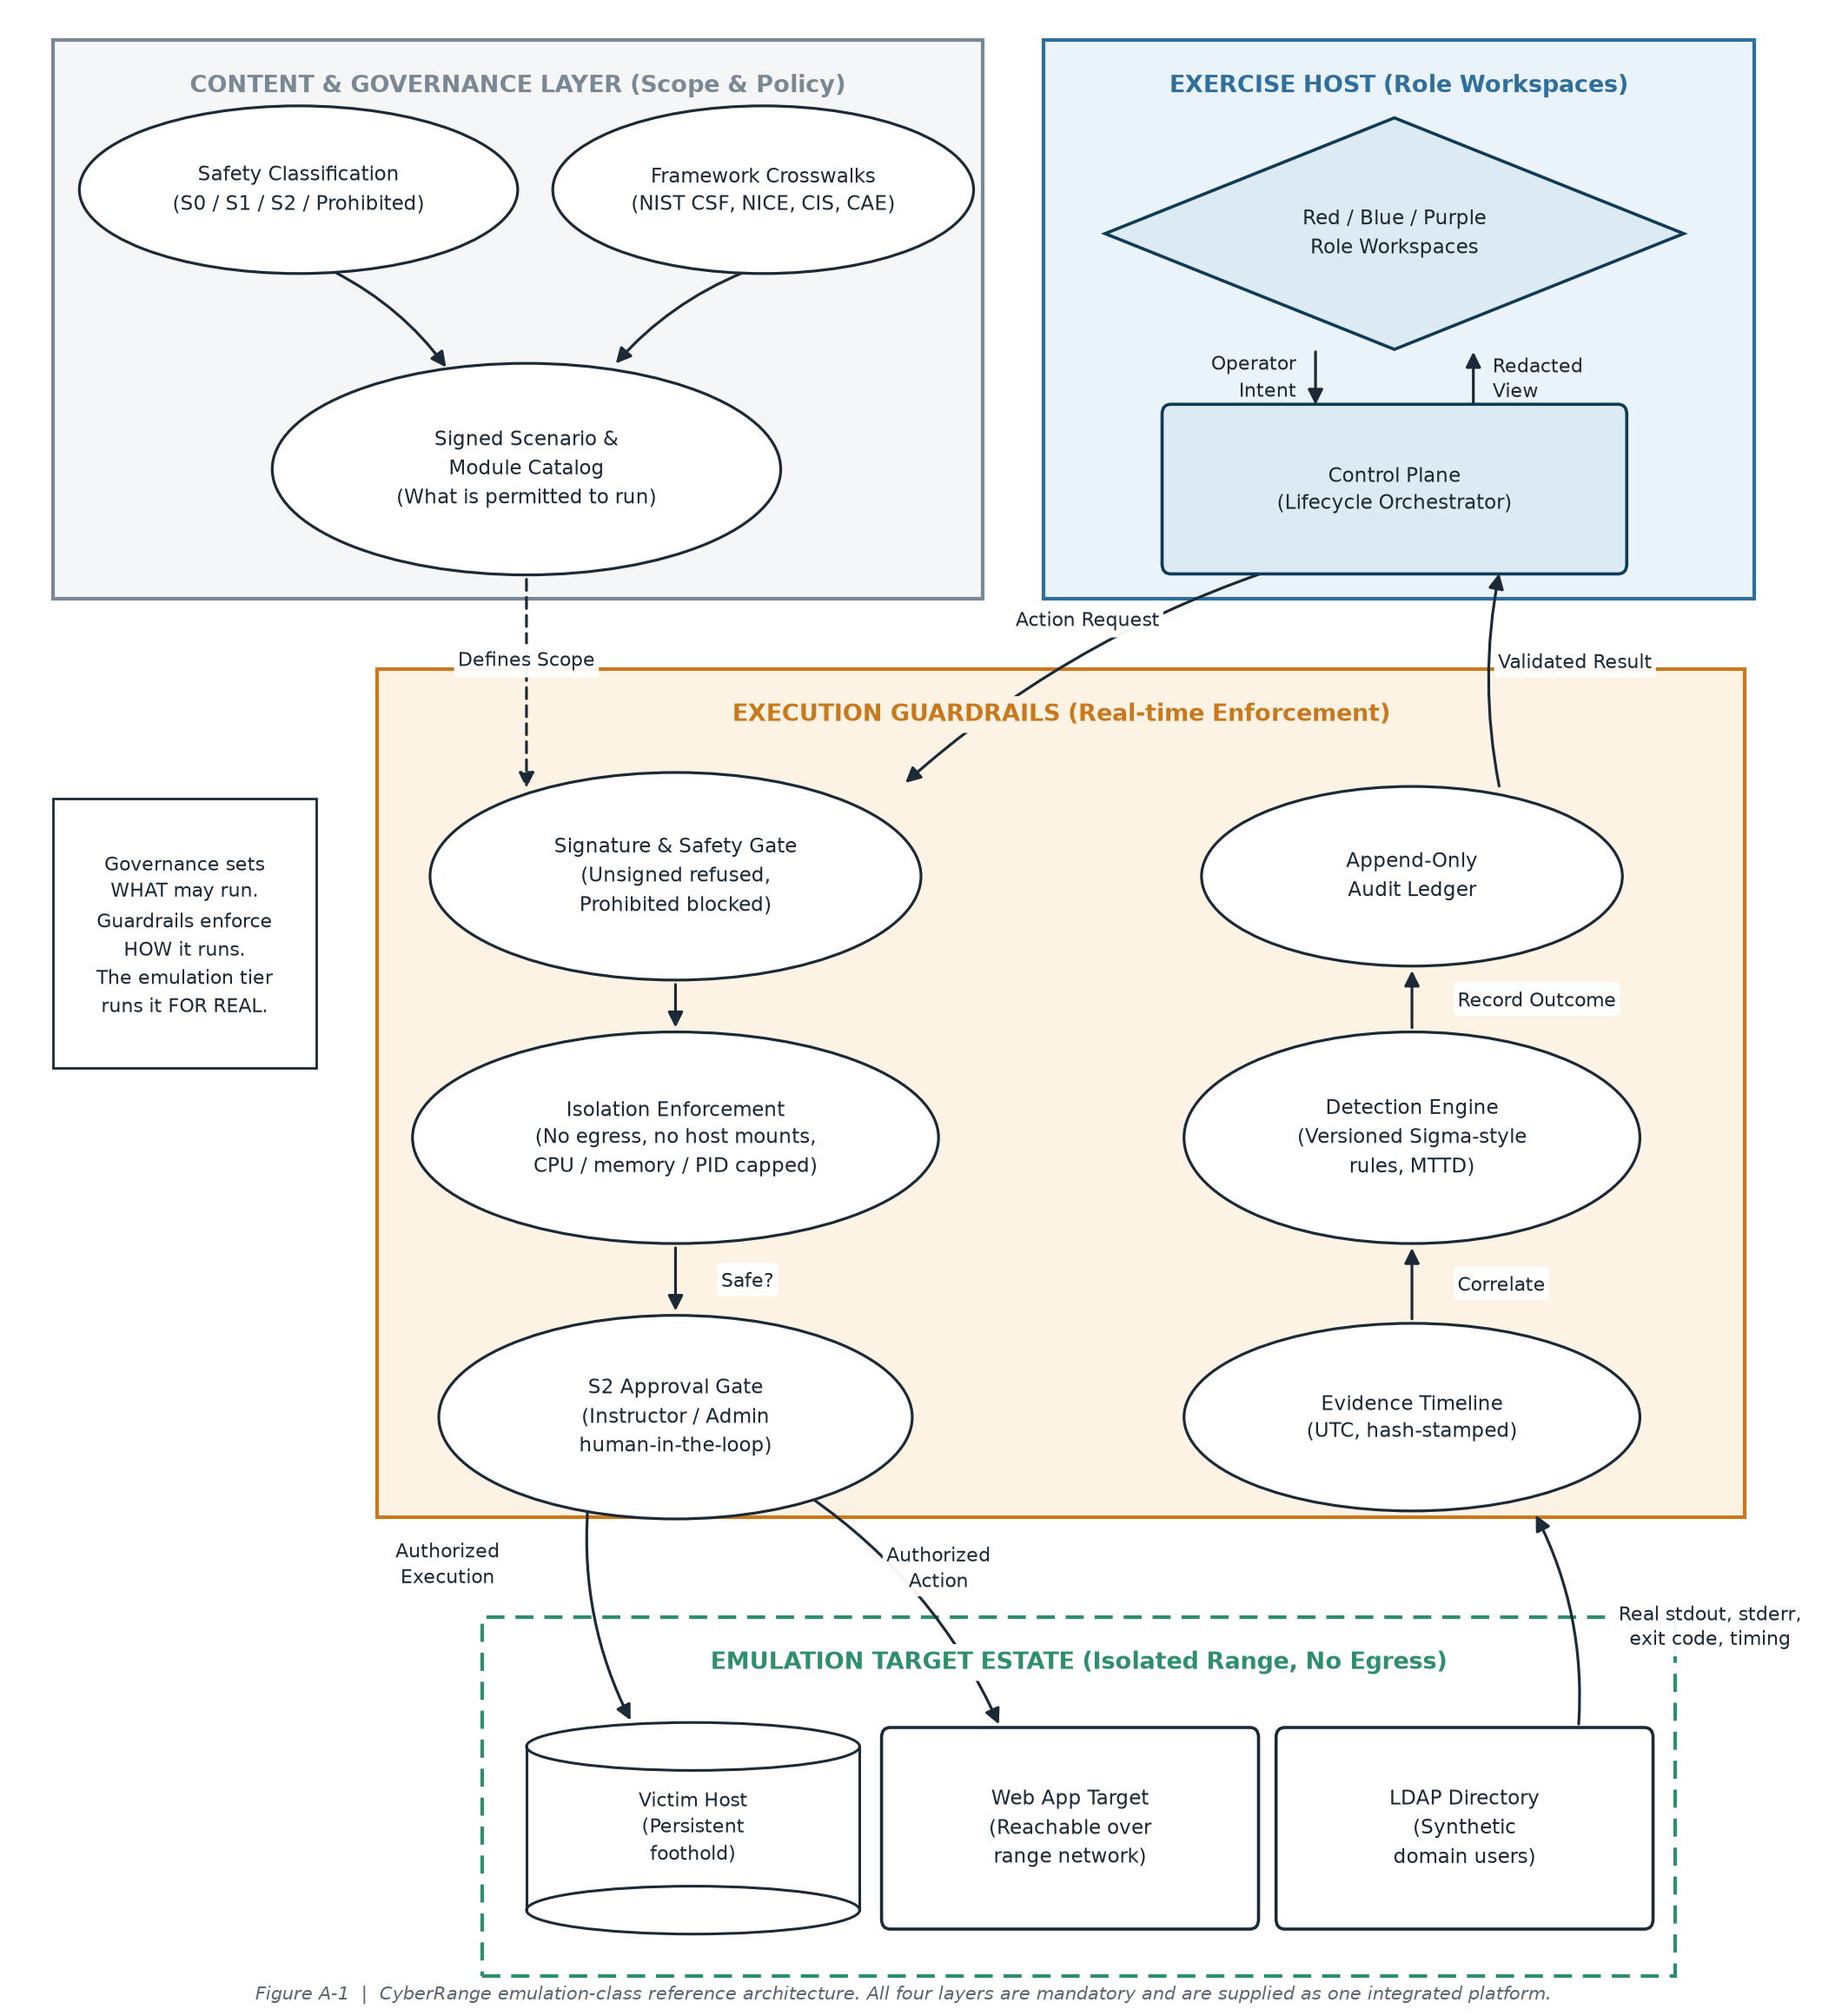 CONTENT & GOVERNANCE LAYER (Scope & Policy)
Safety Classification
(S0 / S1 / S2 / Prohibited)
Framework Crosswalks
(NIST CSF, NICE, CIS, CAE)
Signed Scenario &
Module Catalog
(What is permitted to run)
EXERCISE HOST (Role Workspaces)
Red / Blue / Purple
Role Workspaces
Operator
Intent
Redacted
View
Control Plane
(Lifecycle Orchestrator)
Action Request
Defines Scope
Validated Result
EXECUTION GUARDRAILS (Real-time Enforcement)
Governance sets
WHAT may run.
Guardrails enforce
HOW it runs.
The emulation tier
runs it FOR REAL.
Signature & Safety Gate
(Unsigned refused,
Prohibited blocked)
Append-Only
Audit Ledger
Record Outcome
Isolation Enforcement
(No egress, no host mounts,
CPU / memory / PID capped)
Detection Engine
(Versioned Sigma-style
rules, MTTD)
Safe?
Correlate
S2 Approval Gate
(Instructor / Admin
human-in-the-loop)
Evidence Timeline
(UTC, hash-stamped)
Authorized
Execution
Authorized
Action
Real stdout, stderr,
exit code, timing
EMULATION TARGET ESTATE (Isolated Range, No Egress)
Victim Host
(Persistent
foothold)
Web App Target
(Reachable over
range network)
LDAP Directory
(Synthetic
domain users)
Figure A-1 | CyberRange emulation-class reference architecture. All four layers are mandatory and are supplied as one integrated platform.